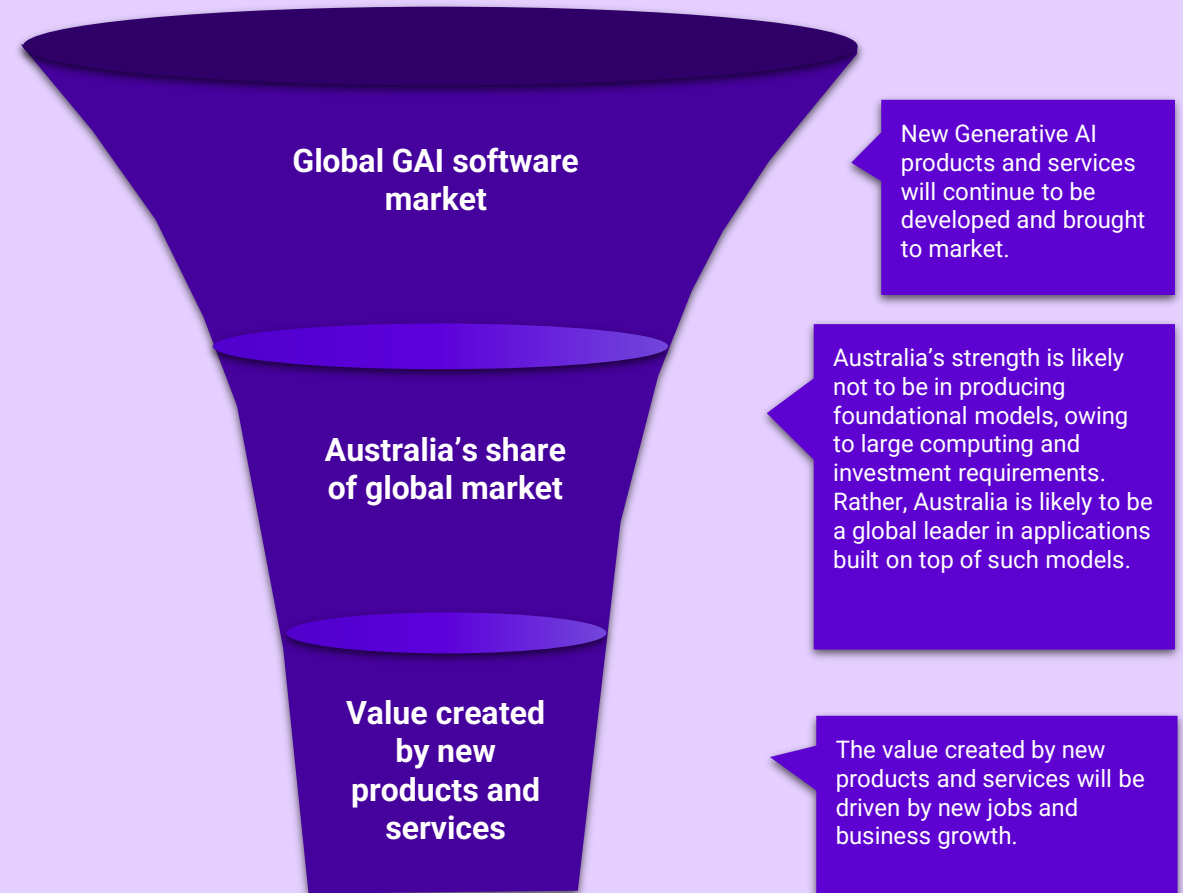 Global GAI software
market
New Generative AI
products and services
will continue to be
developed and brought
to market.
Australia’s share
of global market
Australia’s strength is likely
not to be in producing
foundational models, owing
to large computing and
investment requirements.
Rather, Australia is likely to be
a global leader in applications
built on top of such models.
Value created
by new
products and
services
The value created by new
products and services will be
driven by new jobs and
business growth.